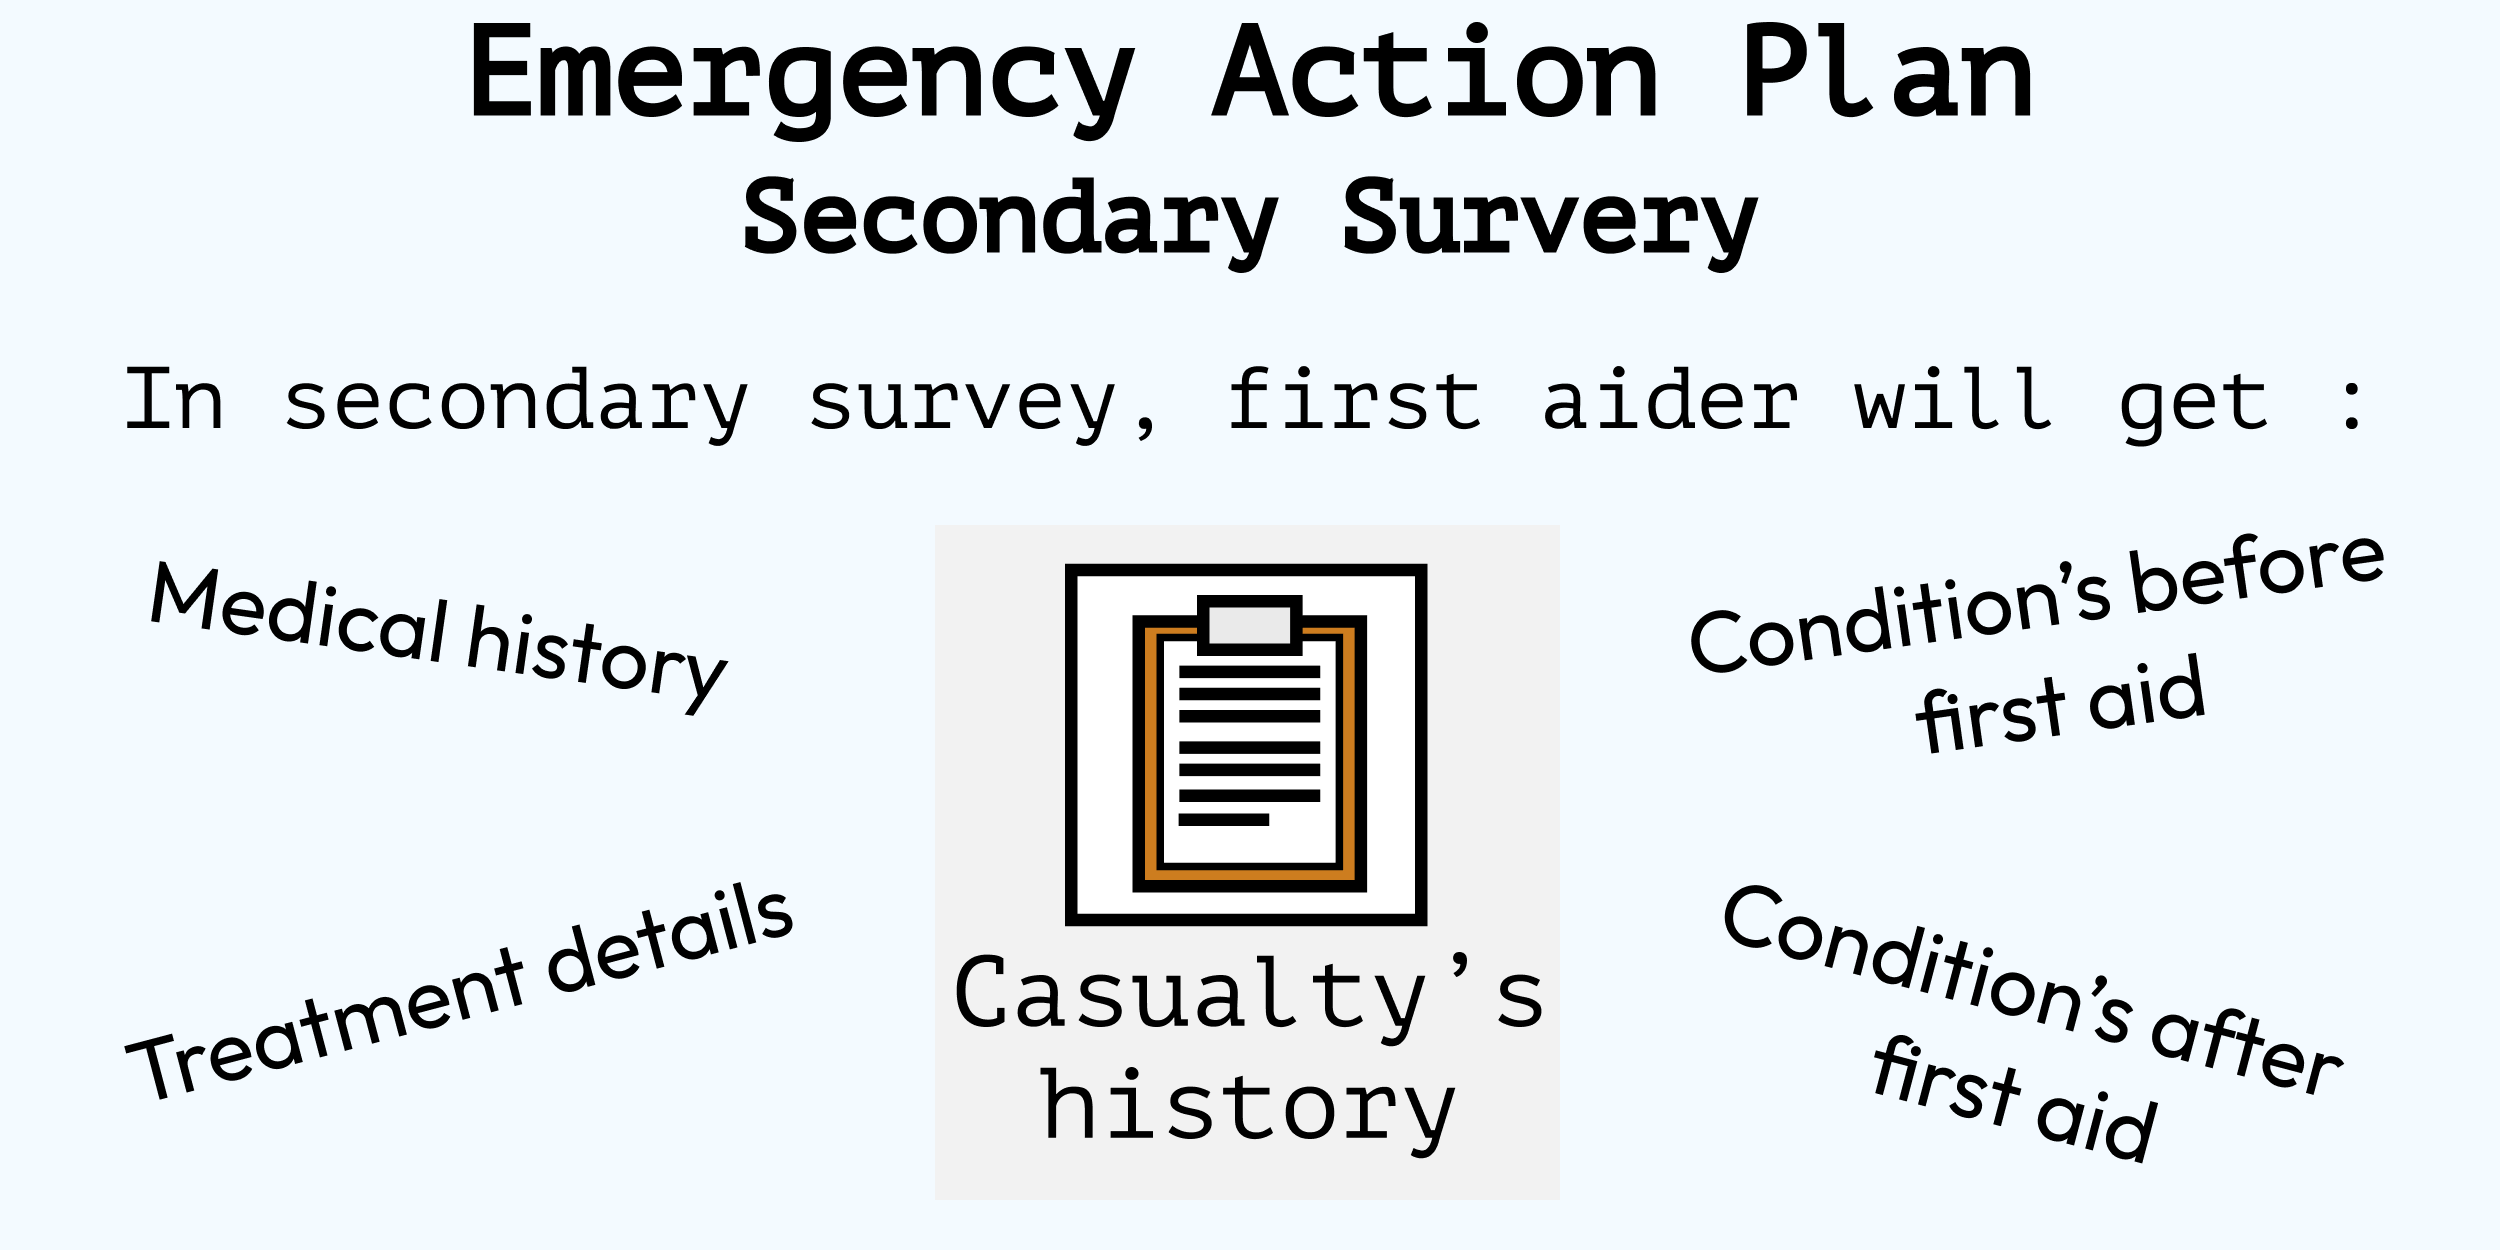 Emergency Action Plan
Secondary Survery
In secondary survey, first aider will get :
Medical history
Condition’s before
first aid
Treatment details
Condition’s after
first aid
Casualty’s
history